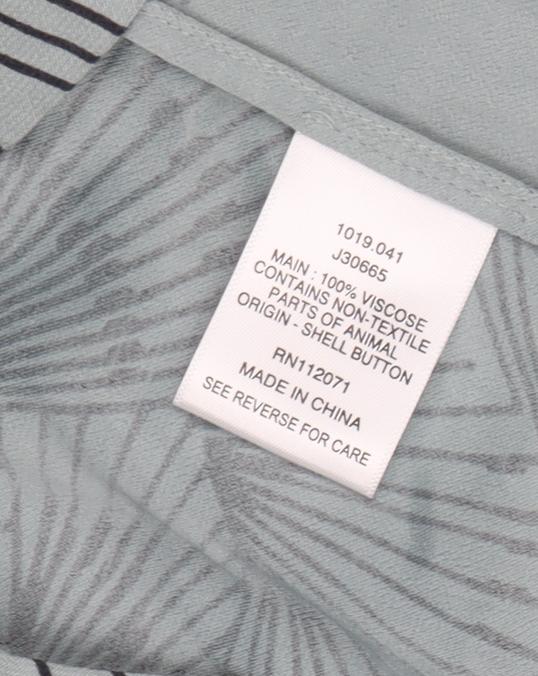 1019.041
J30665
MAIN : 100% VISCOSE
CONTAINS NON-TEXTILE
PARTS OF ANIMAL
ORIGIN - SHELL BUTTON
RN112071
MADE IN CHINA
SEE REVERSE FOR CARE